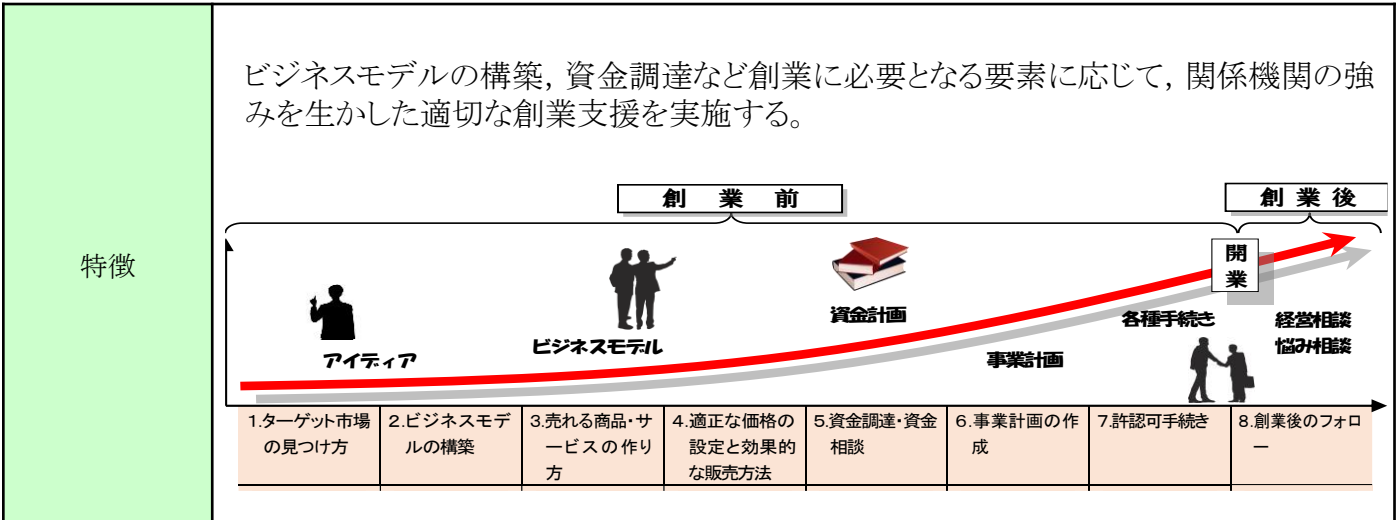 特徴
ビジネスモデルの構築，資金調達など創業に必要となる要素に応じて，関係機関の強
みを生かした適切な創業支援を実施する。
創　業　前
創 業 後
開
業
資金計画
各種手続き
経営相談
悩み相談
アイディア
ビジネスモデル
事業計画
1.ターゲット市場
の見つけ方
2.ビジネスモデ
ルの構築
3.売れる商品・サ
ービスの作り
方
4.適正な価格の
設定と効果的
な販売方法
5.資金調達・資金
相談
6.事業計画の作
成
7.許認可手続き
8.創業後のフォロ
ー